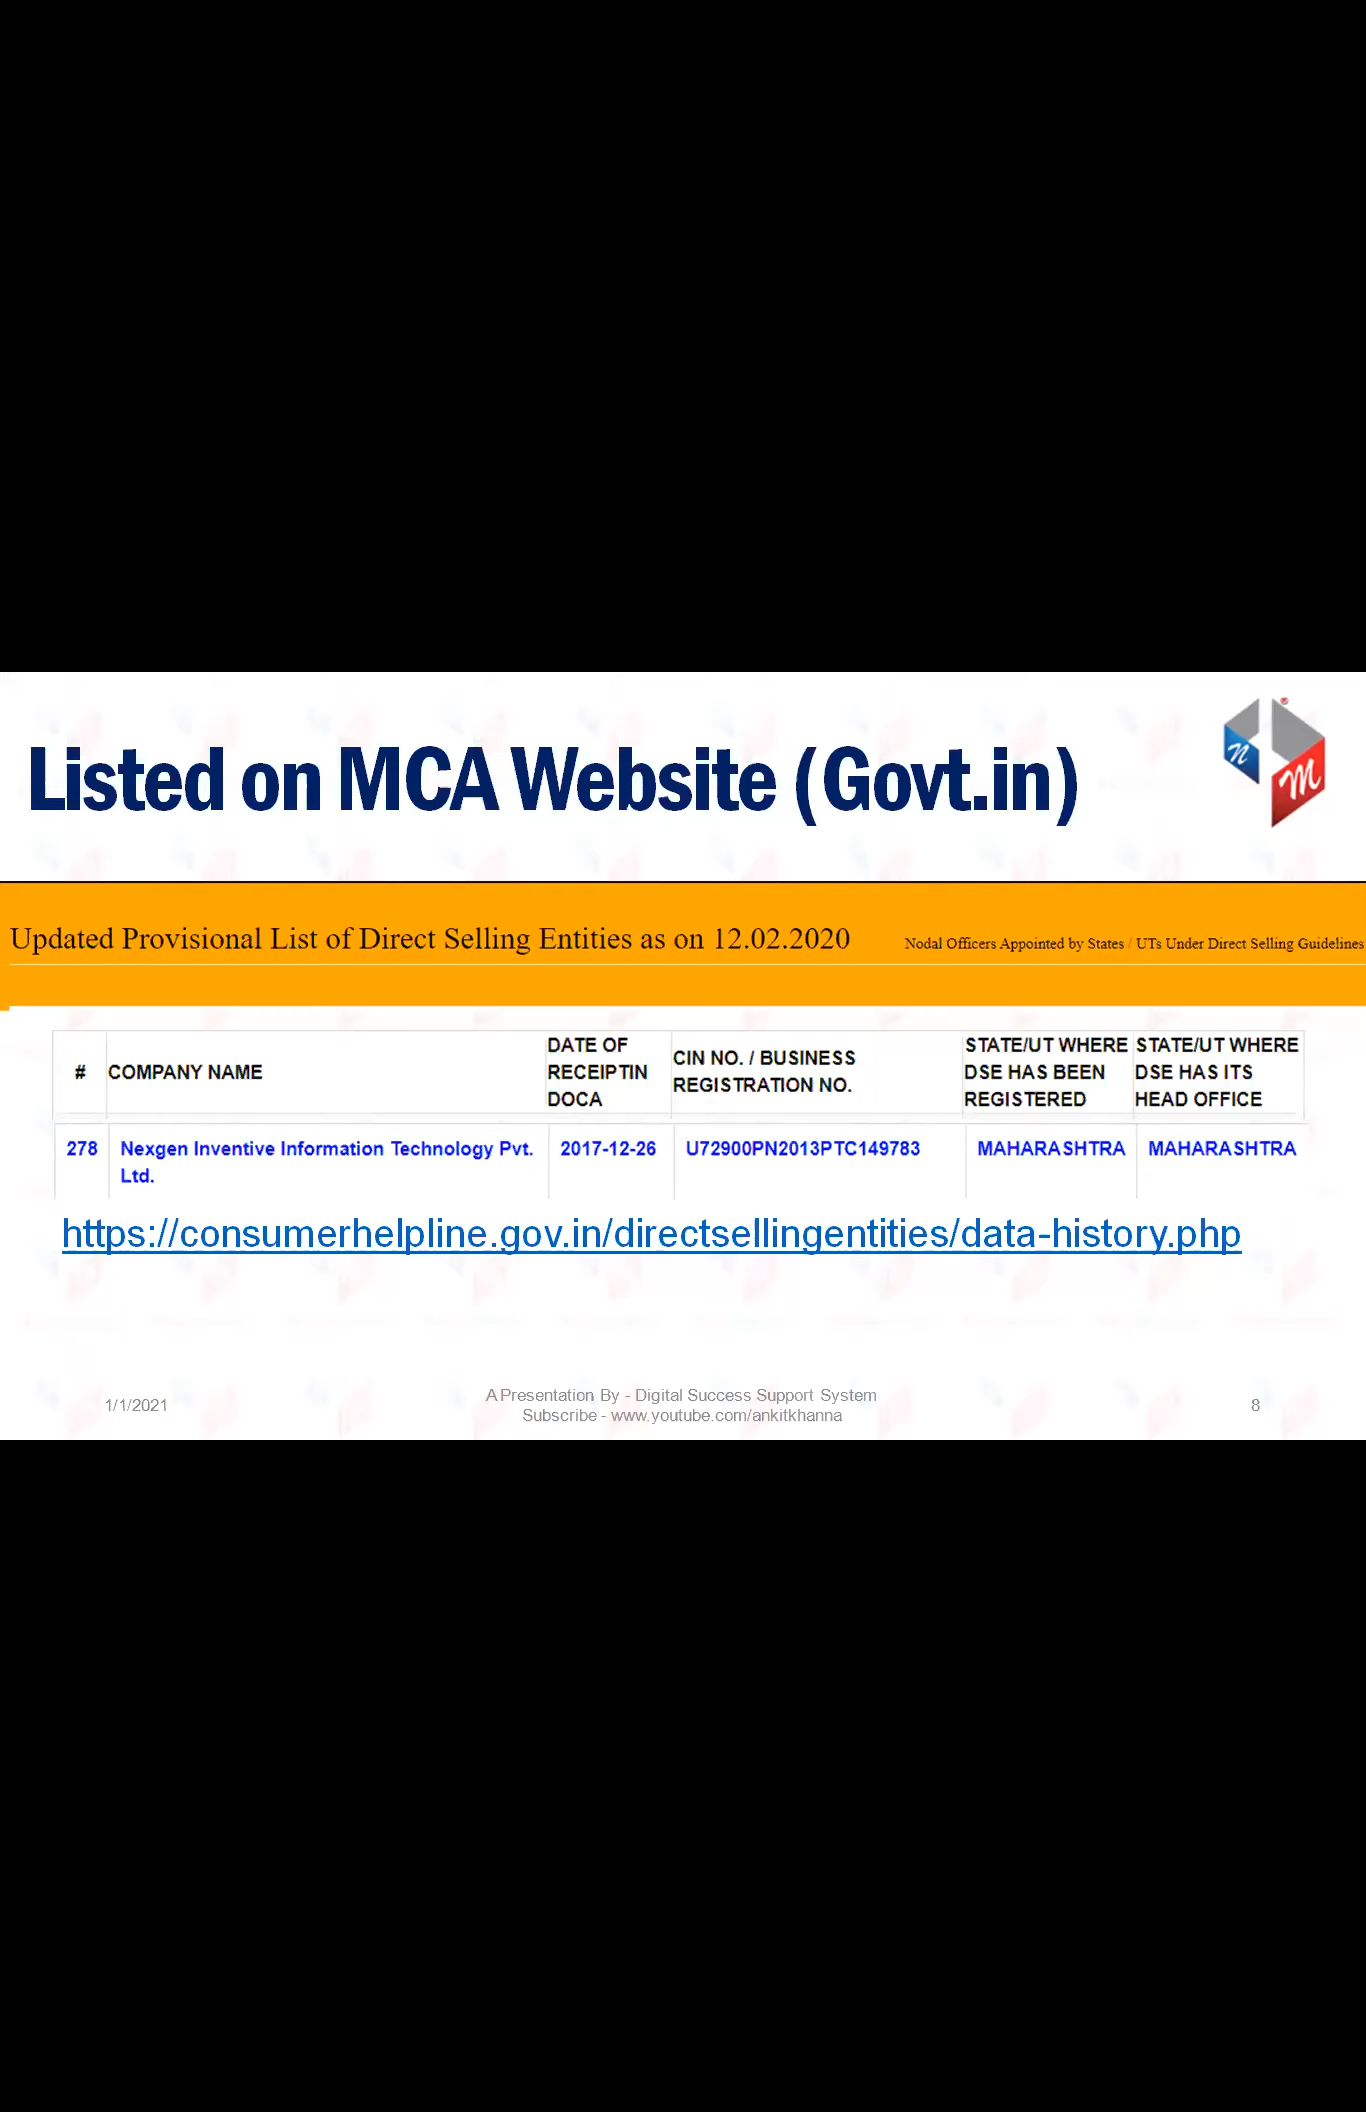 Listed on MCA Website (Govt.in)
n
m
®
Updated Provisional List of Direct Selling Entities as on 12.02.2020
Nodal Officers Appointed by States / UTs Under Direct Selling Guidelines
# COMPANY NAME DATE OF RECEIPTIN DOCA CIN NO. / BUSINESS REGISTRATION NO. STATE/UT WHERE DSE HAS BEEN REGISTERED STATE/UT WHERE DSE HAS ITS HEAD OFFICE
278 Nexgen Inventive Information Technology Pvt. Ltd. 2017-12-26 U72900PN2013PTC149783 MAHARASHTRA MAHARASHTRA
https://consumerhelpline.gov.in/directsellingentities/data-history.php
1/1/2021
A Presentation By - Digital Success Support System
Subscribe - www.youtube.com/ankitkhanna
8